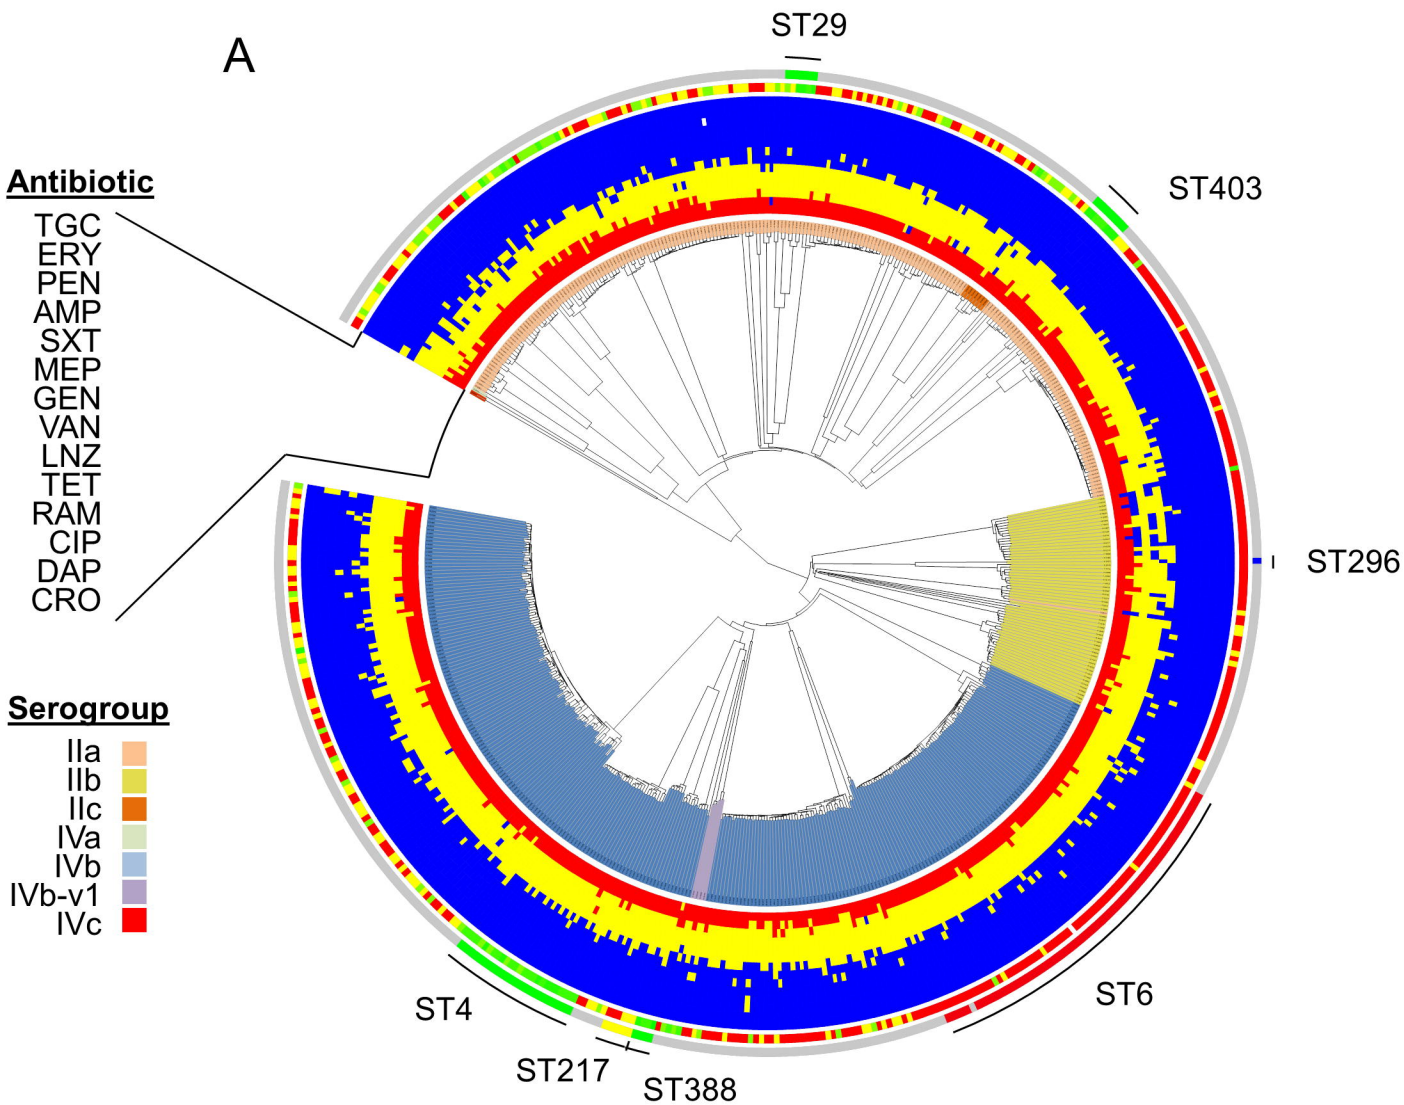 A
ST29
ST403
ST296
ST6
ST388
ST217
ST4
Antibiotic
TGC
ERY
PEN
AMP
SXT
MEP
GEN
VAN
LNZ
TET
RAM
CIP
DAP
CRO
Serogroup
IIa
IIb
IIc
IVa
IVb
IVb-v1
IVc